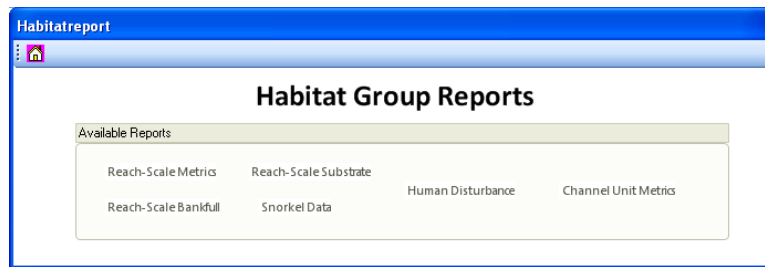 Habitatreport
Habitat Group Reports
Available Reports
Reach-Scale Metrics
Reach-Scale Substrate
Human Disturbance
Channel Unit Metrics
Reach-Scale Bankfull
Snorkel Data